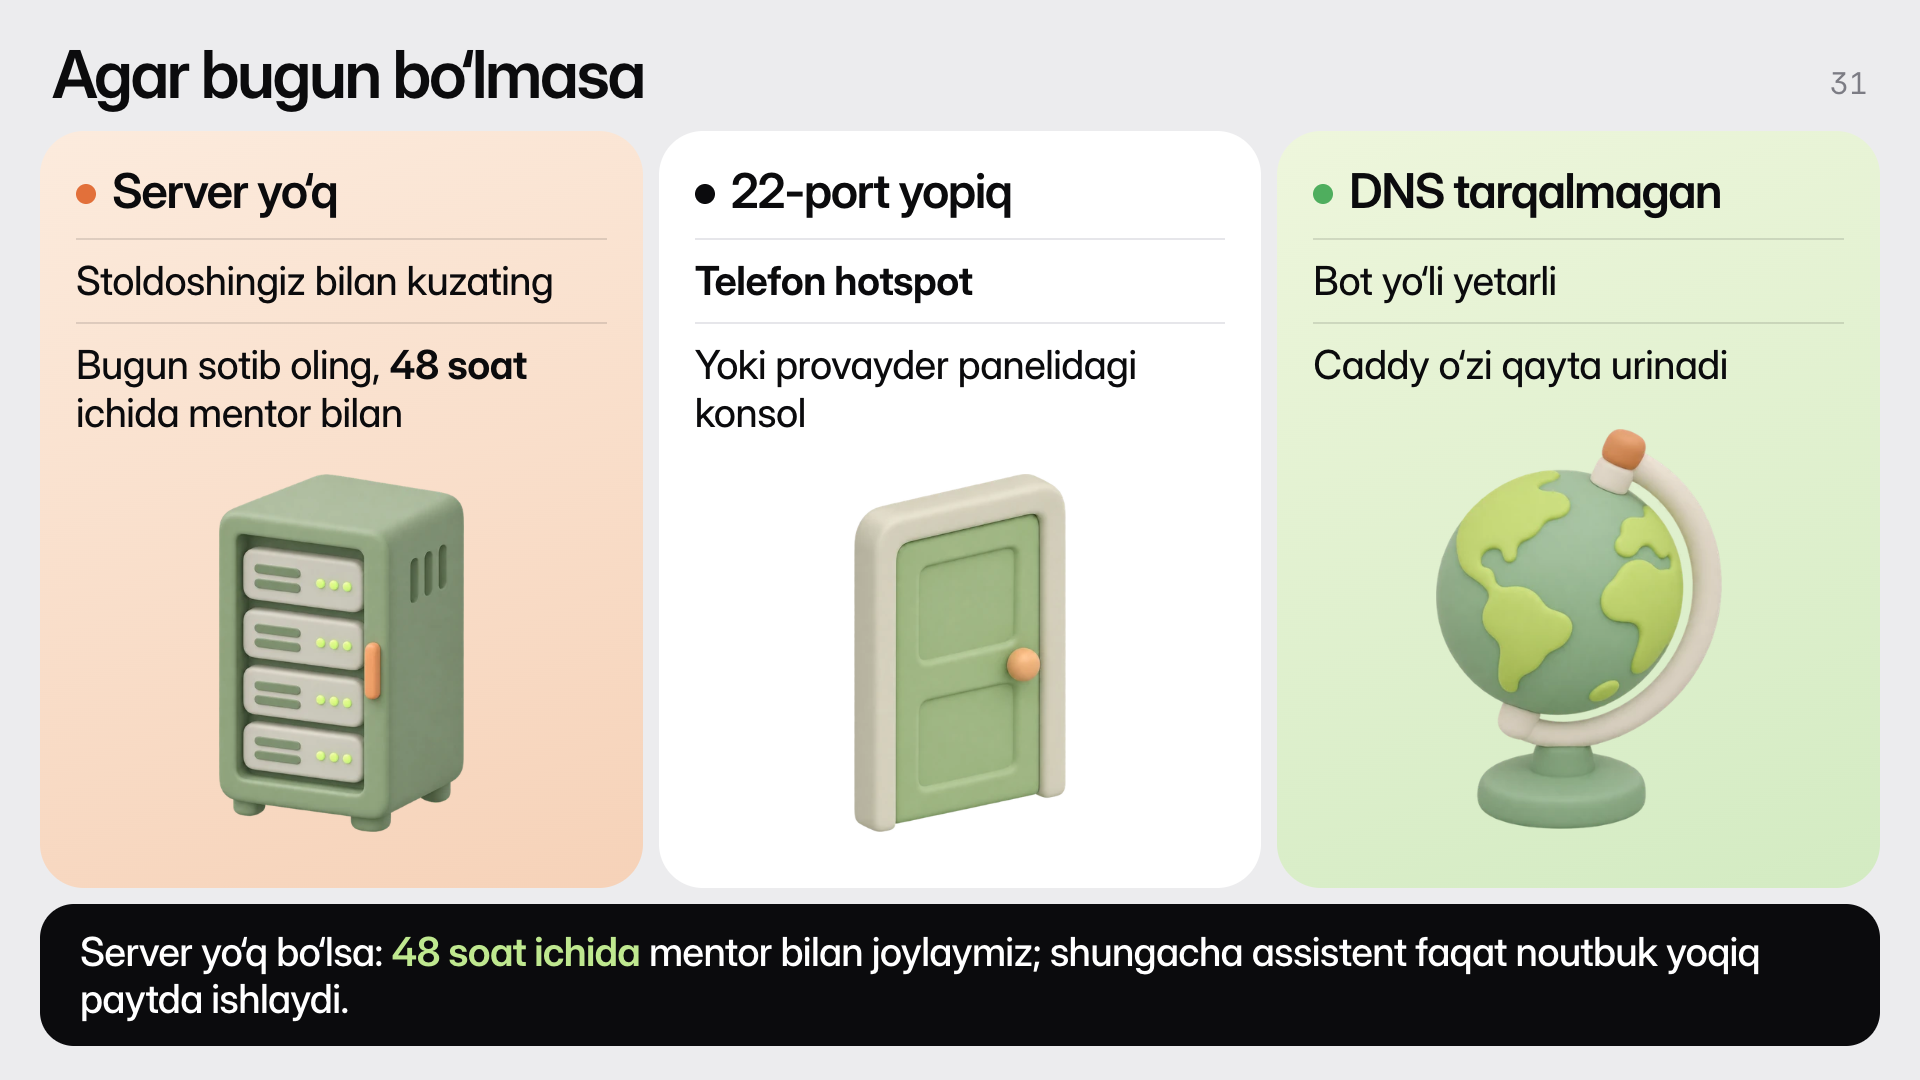 Agar bugun bo‘lmasa
31
Server yo‘q
Stoldoshingiz bilan kuzating
Bugun sotib oling, 48 soat
ichida mentor bilan
22-port yopiq
Telefon hotspot
Yoki provayder panelidagi
konsol
DNS tarqalmagan
Bot yo‘li yetarli
Caddy o‘zi qayta urinadi
Server yo‘q bo‘lsa: 48 soat ichida mentor bilan joylaymiz; shungacha assistent faqat noutbuk yoqiq
paytda ishlaydi.